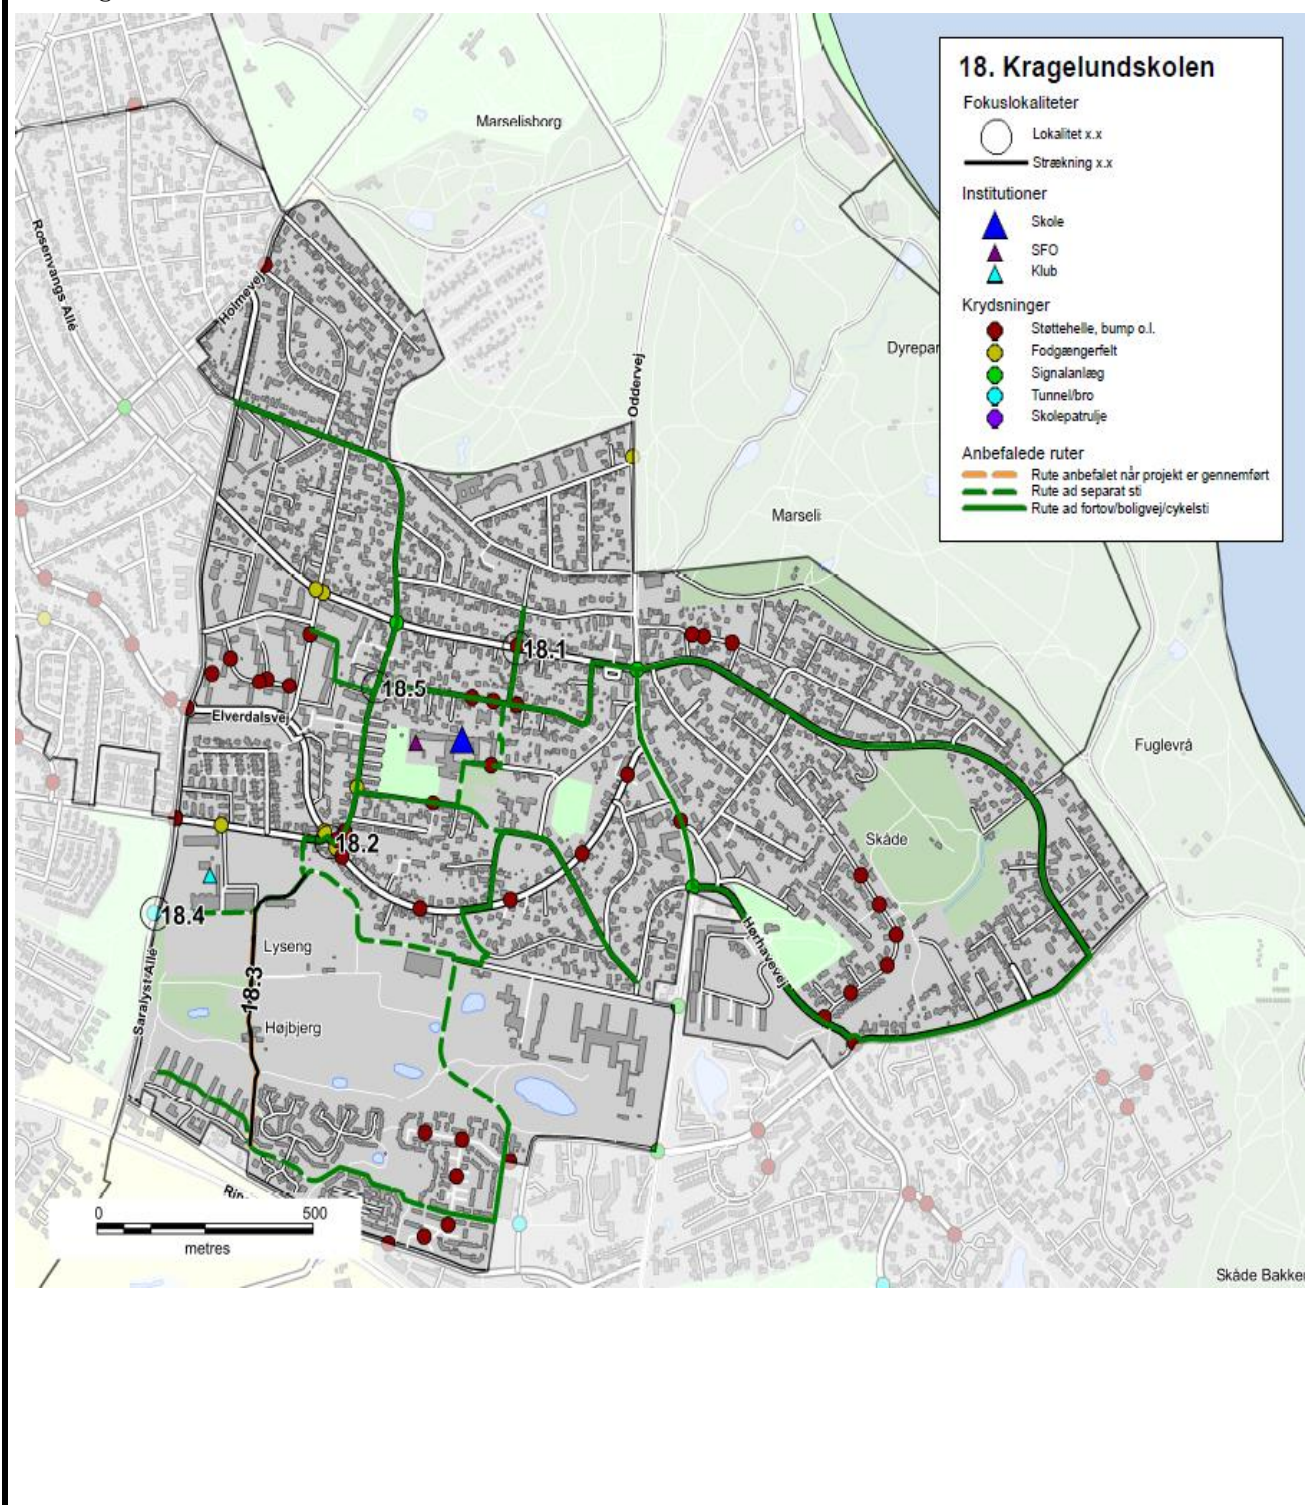 18. Kragelundskolen
Fokuslokaliteter
Lokalitet x.x
Strækning x.x
Institutioner
Skole
SFO
Klub
Krydsninger
Støttehelle, bump o.l.
Fodgængerfelt
Signalanlæg
Tunnel/bro
Skolepatrulje
Anbefalede ruter
Rute anbefalet når projekt er gennemført
Rute ad separat sti
Rute ad fortov/boligvej/cykelsti
Marselisborg
Rosenvangs Allé
Holmevej
Oddervej
Dyrepar
Marseli
18.1
18.5
Elverdalsvej
Fuglevrå
Skåde
18.2
18.4
Lyseng
Hørhavevej
18.3
Saralyst Allé
Højbjerg
0 500
metres
Skåde Bakker